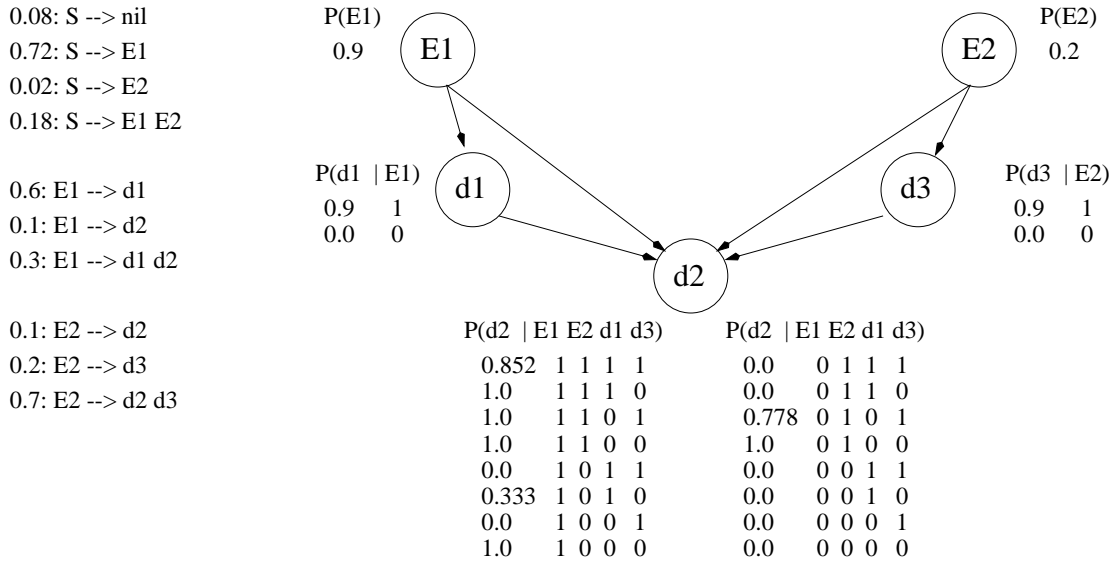 0.08: S --> nil
0.72: S --> E1
0.02: S --> E2
0.18: S --> E1 E2
0.6: E1 --> d1
0.1: E1 --> d2
0.3: E1 --> d1 d2
0.1: E2 --> d2
0.2: E2 --> d3
0.7: E2 --> d2 d3
P(E1)
0.9
E1
E2
P(E2)
0.2
P(d1 | E1)
0.9 1
0.0 0
d1
d3
P(d3 | E2)
0.9 1
0.0 0
d2
P(d2 | E1 E2 d1 d3)
0.852 1 1 1 1
1.0 1 1 1 0
1.0 1 1 0 1
1.0 1 1 0 0
0.0 1 0 1 1
0.333 1 0 1 0
0.0 1 0 0 1
1.0 1 0 0 0
P(d2 | E1 E2 d1 d3)
0.0 0 1 1 1
0.0 0 1 1 0
0.778 0 1 0 1
1.0 0 1 0 0
0.0 0 0 1 1
0.0 0 0 1 0
0.0 0 0 0 1
0.0 0 0 0 0